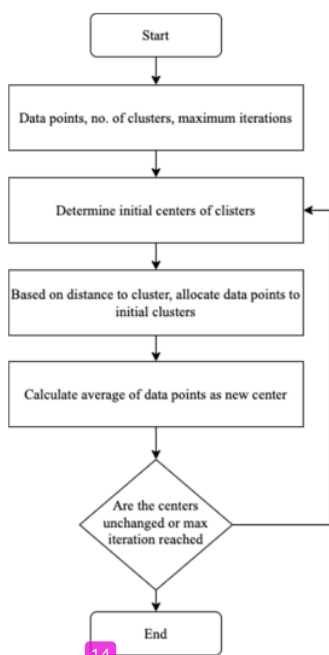 Start
Data points, no. of clusters, maximum iterations
Determine initial centers of clisters
Based on distance to cluster, allocate data points to
initial clusters
Calculate average of data points as new center
Are the centers
unchanged or max
iteration reached
End
14